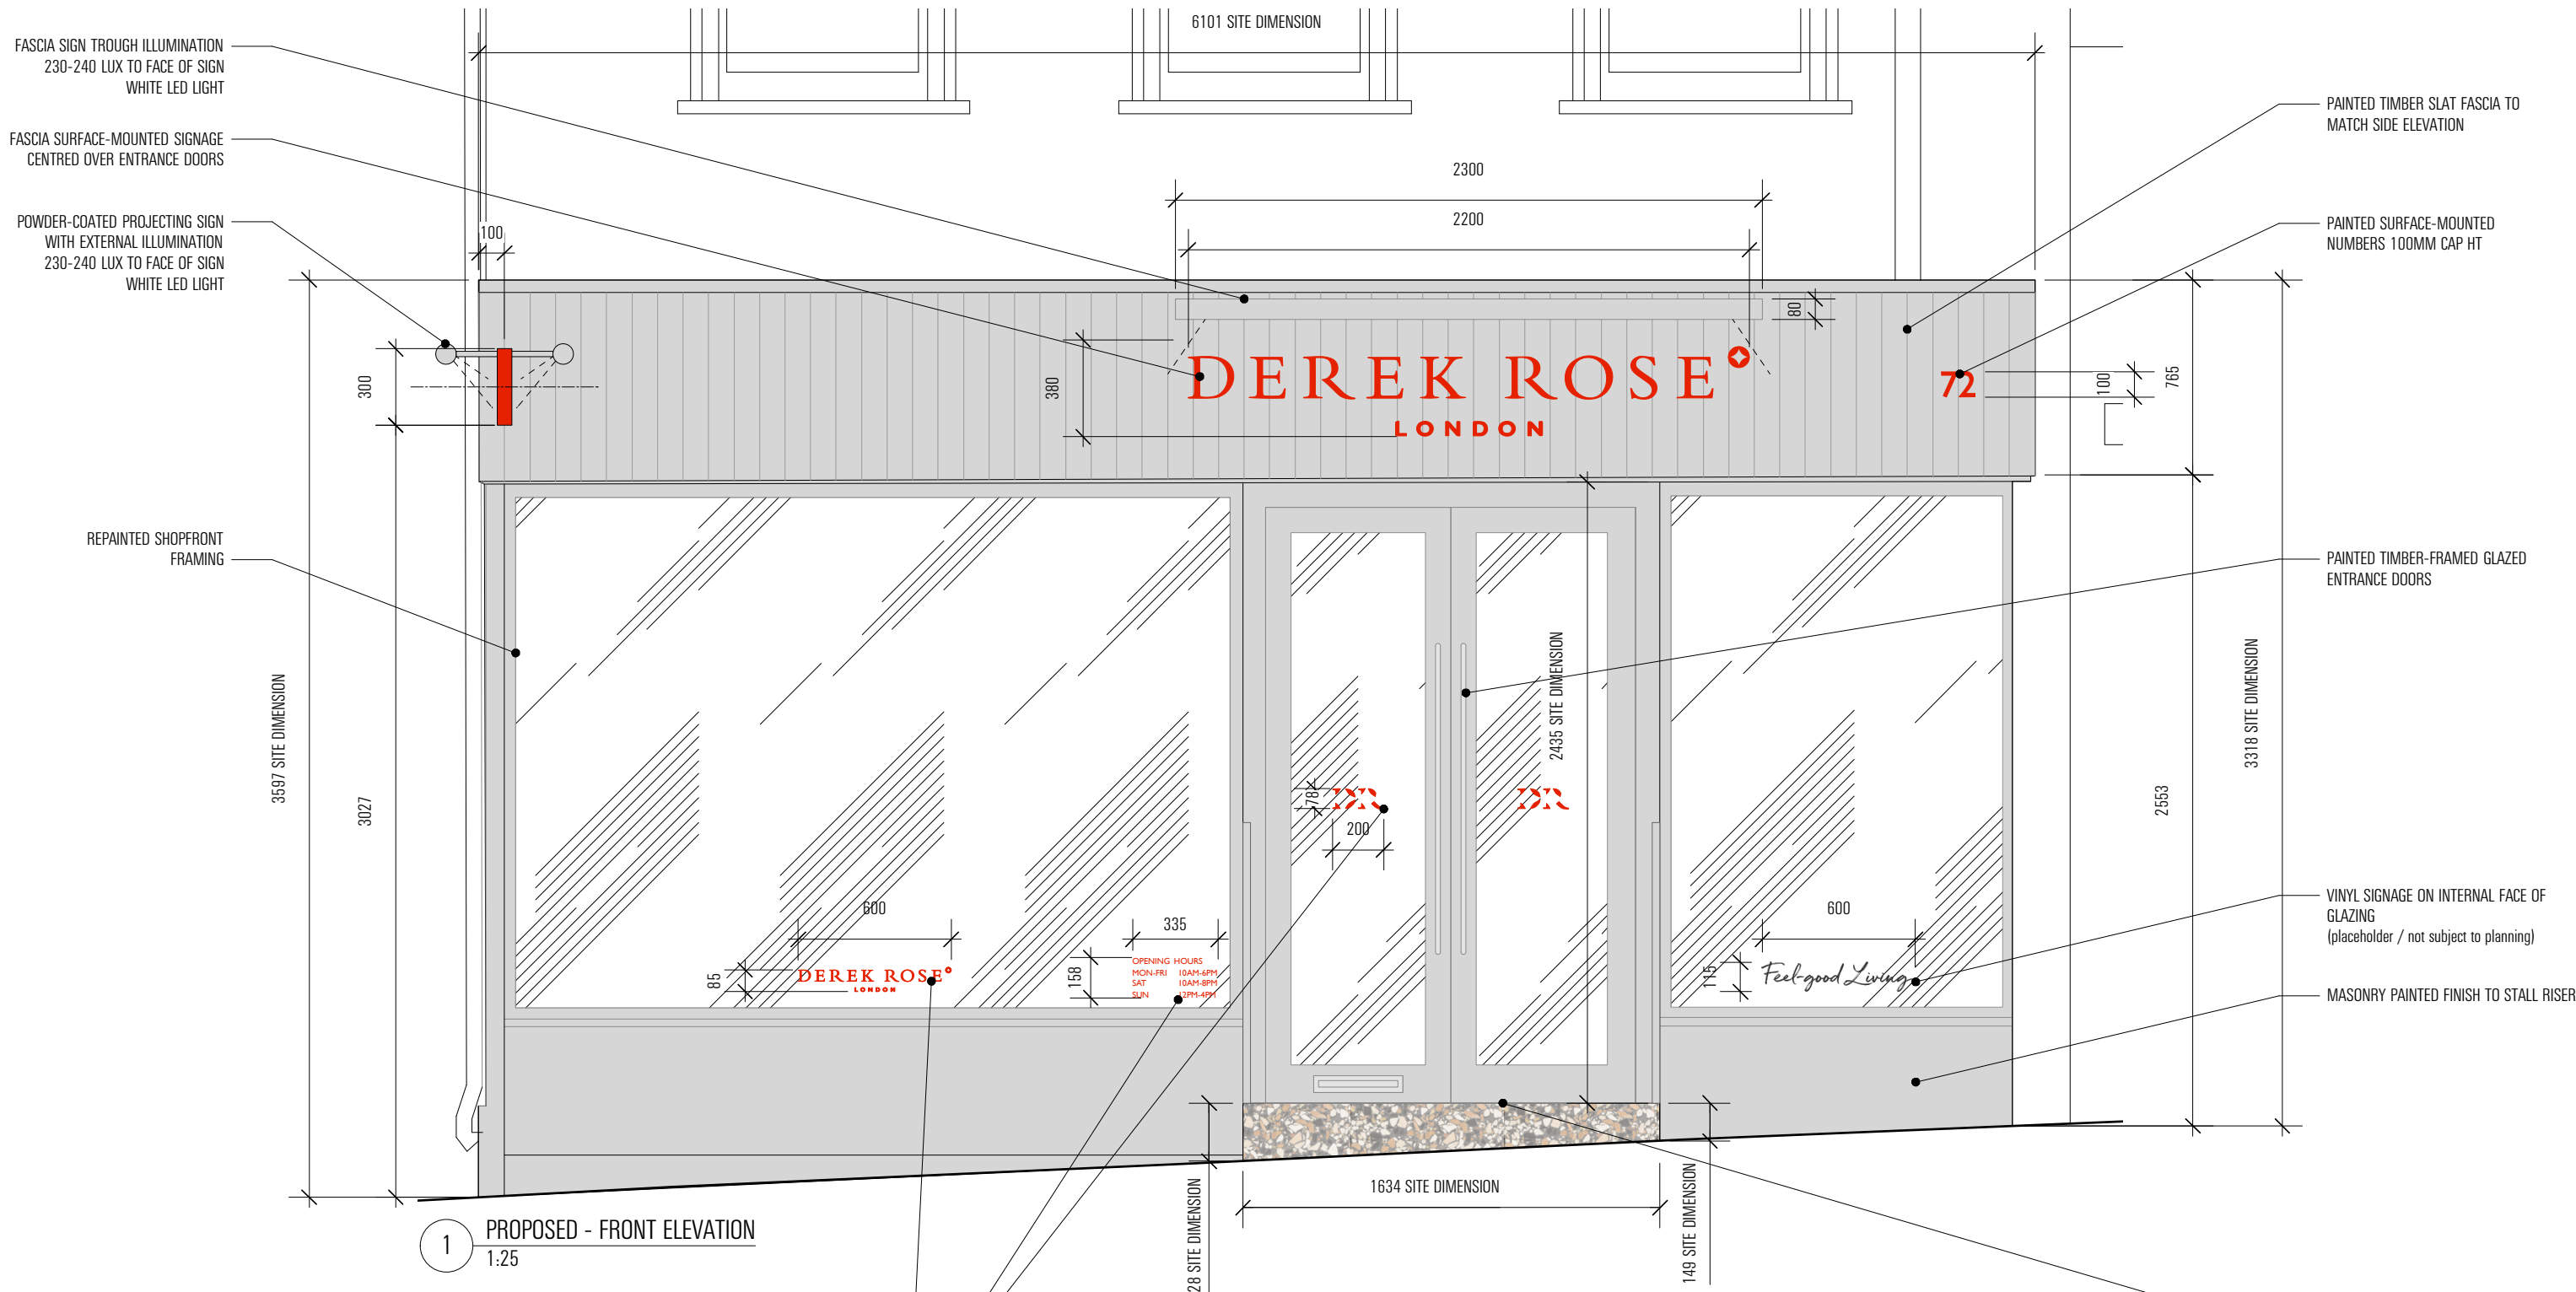 6101 SITE DIMENSION
FASCIA SIGN TROUGH ILLUMINATION
230-240 LUX TO FACE OF SIGN
WHITE LED LIGHT
FASCIA SURFACE-MOUNTED SIGNAGE
CENTRED OVER ENTRANCE DOORS
POWDER-COATED PROJECTING SIGN
WITH EXTERNAL ILLUMINATION
230-240 LUX TO FACE OF SIGN
WHITE LED LIGHT
REPAINTED SHOPFRONT
FRAMING
PAINTED TIMBER SLAT FASCIA TO
MATCH SIDE ELEVATION
PAINTED SURFACE-MOUNTED
NUMBERS 100MM CAP HT
PAINTED TIMBER-FRAMED GLAZED
ENTRANCE DOORS
VINYL SIGNAGE ON INTERNAL FACE OF
GLAZING
(placeholder / not subject to planning)
MASONRY PAINTED FINISH TO STALL RISER
2300
2200
100
80
300
380
DEREK ROSE
LONDON
72
100
765
3597 SITE DIMENSION
3027
2435 SITE DIMENSION
3318 SITE DIMENSION
2553
78
DR
DR
200
600
335
600
85
DEREK ROSE
LONDON
158
OPENING HOURS
MON-FRI 10AM-6PM
SAT 10AM-8PM
SUN 12PM-4PM
115
Feel-good Living
1634 SITE DIMENSION
28 SITE DIMENSION
149 SITE DIMENSION
1
PROPOSED - FRONT ELEVATION
1:25